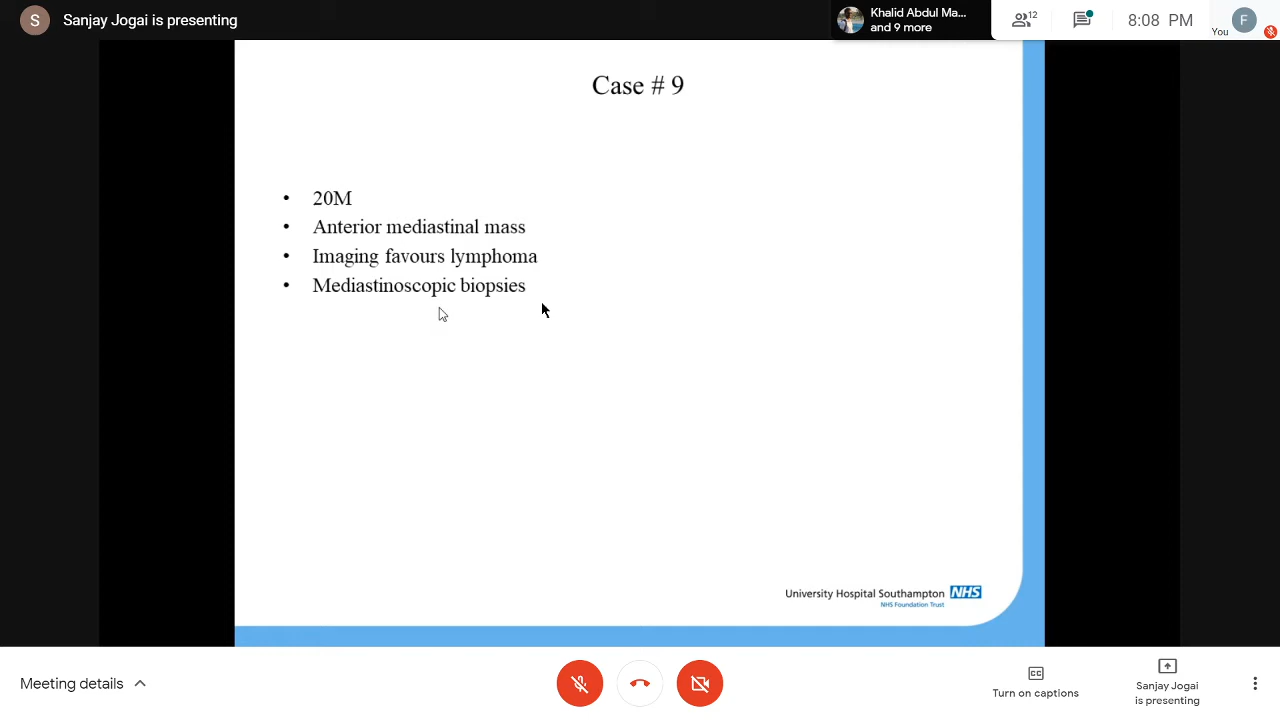 S
Sanjay Jogai is presenting
Khalid Abdul Ma...
and 9 more
12
8:08 PM
You
F
Case # 9
• 20M
• Anterior mediastinal mass
• Imaging favours lymphoma
• Mediastinoscopic biopsies
University Hospital Southampton NHS
NHS Foundation Trust
Meeting details
CC
Turn on captions
Sanjay Jogai
is presenting